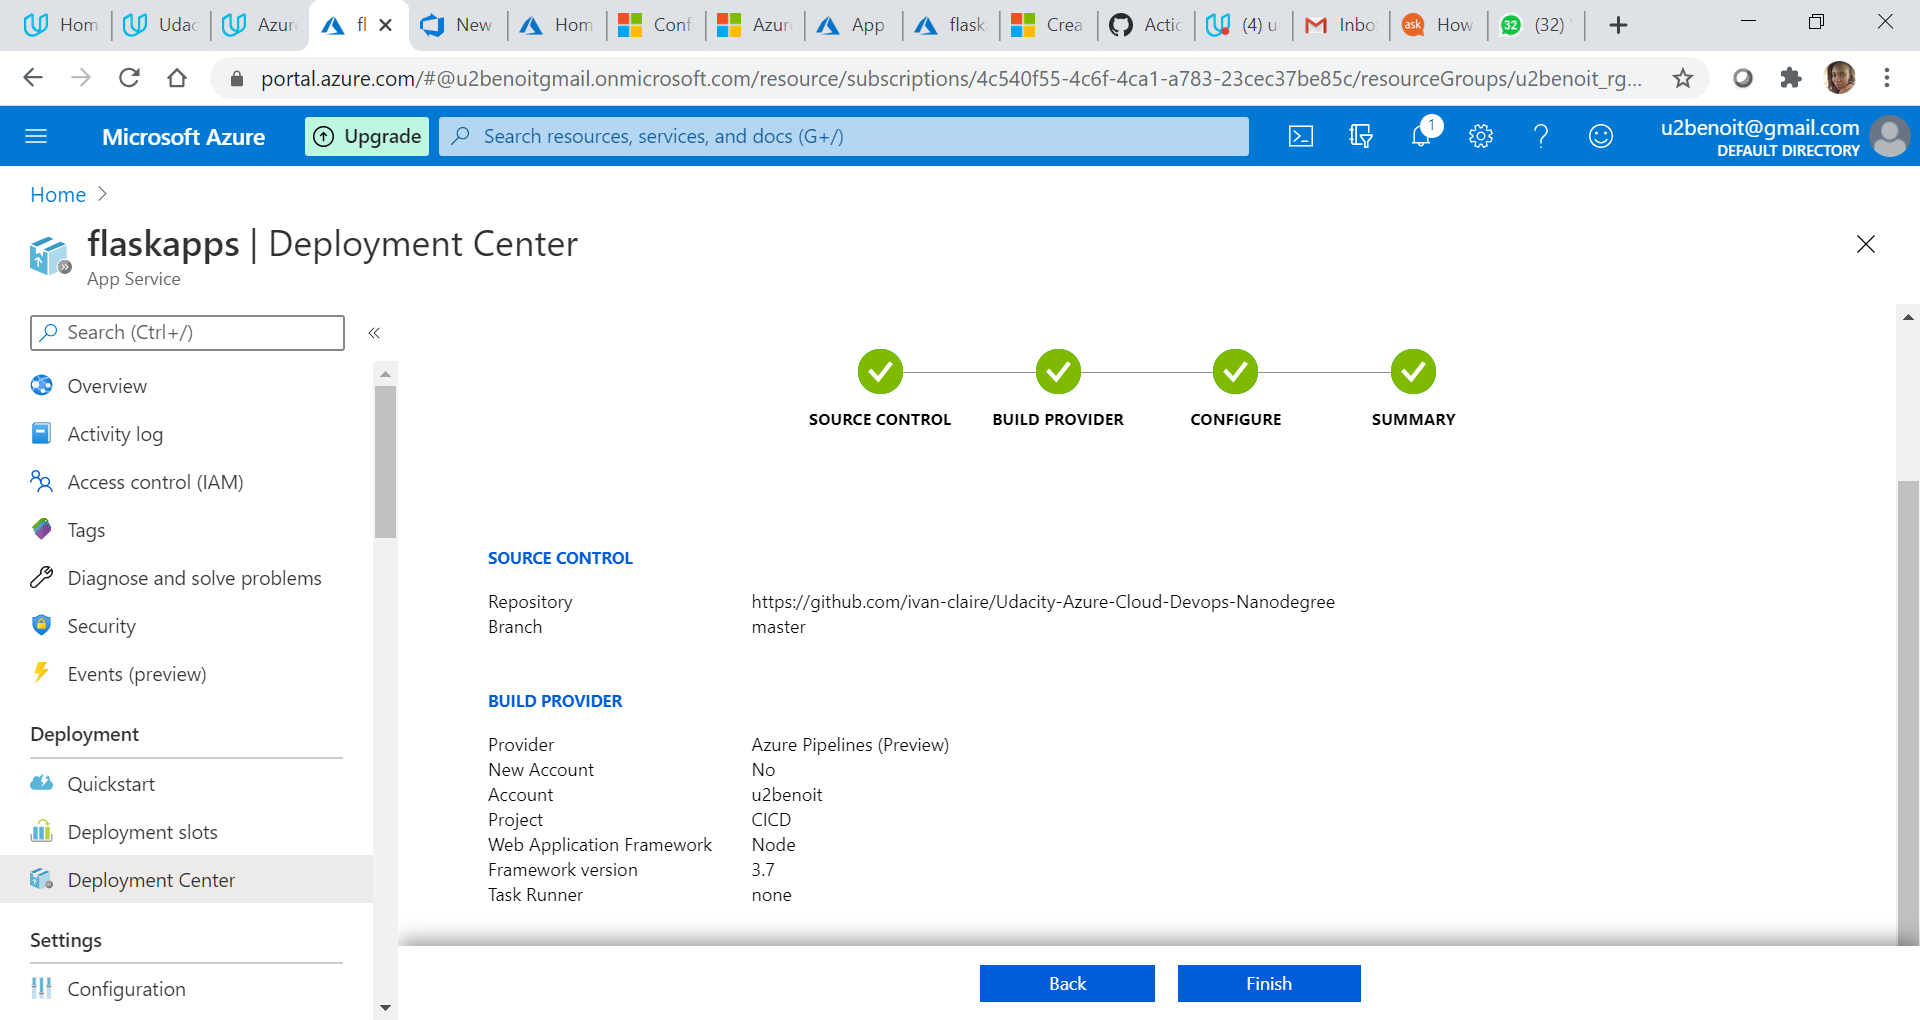 Hom
Udac
Azur
fl
New
Hom
Conf
Azur
App
flask
Crea
Actio
(4) u
Inbo
ask
How
32
(32)
portal.azure.com/#@u2benoitgmail.onmicrosoft.com/resource/subscriptions/4c540f55-4c6f-4ca1-a783-23cec37be85c/resourceGroups/u2benoit_rg...
Microsoft Azure
Upgrade
Search resources, services, and docs (G+/)
1
u2benoit@gmail.com
DEFAULT DIRECTORY
Home
flaskapps | Deployment Center
App Service
Search (Ctrl+/)
Overview
Activity log
Access control (IAM)
Tags
Diagnose and solve problems
Security
Events (preview)
Deployment
Quickstart
Deployment slots
Deployment Center
Settings
Configuration
SOURCE CONTROL
BUILD PROVIDER
CONFIGURE
SUMMARY
SOURCE CONTROL
Repository https://github.com/ivan-claire/Udacity-Azure-Cloud-Devops-Nanodegree
Branch master
BUILD PROVIDER
Provider Azure Pipelines (Preview)
New Account No
Account u2benoit
Project CICD
Web Application Framework Node
Framework version 3.7
Task Runner none
Back
Finish